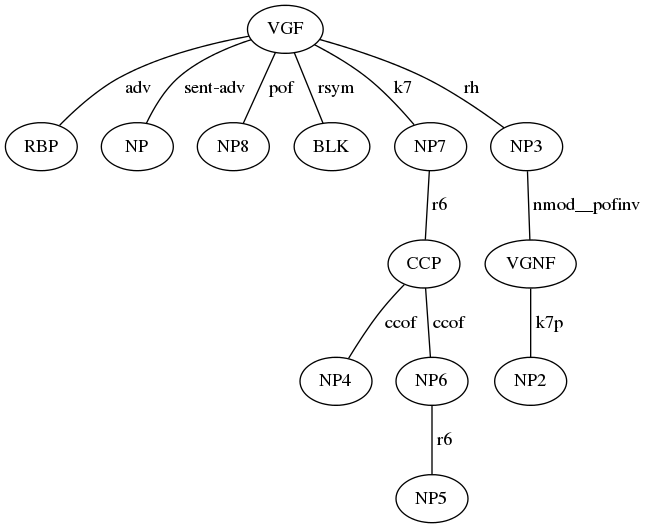 VGF
adv sent-adv pof rsym k7 rh
RBP NP NP8 BLK NP7 NP3
r6 nmod__pofinv
CCP VGNF
ccof ccof k7p
NP4 NP6 NP2
r6
NP5